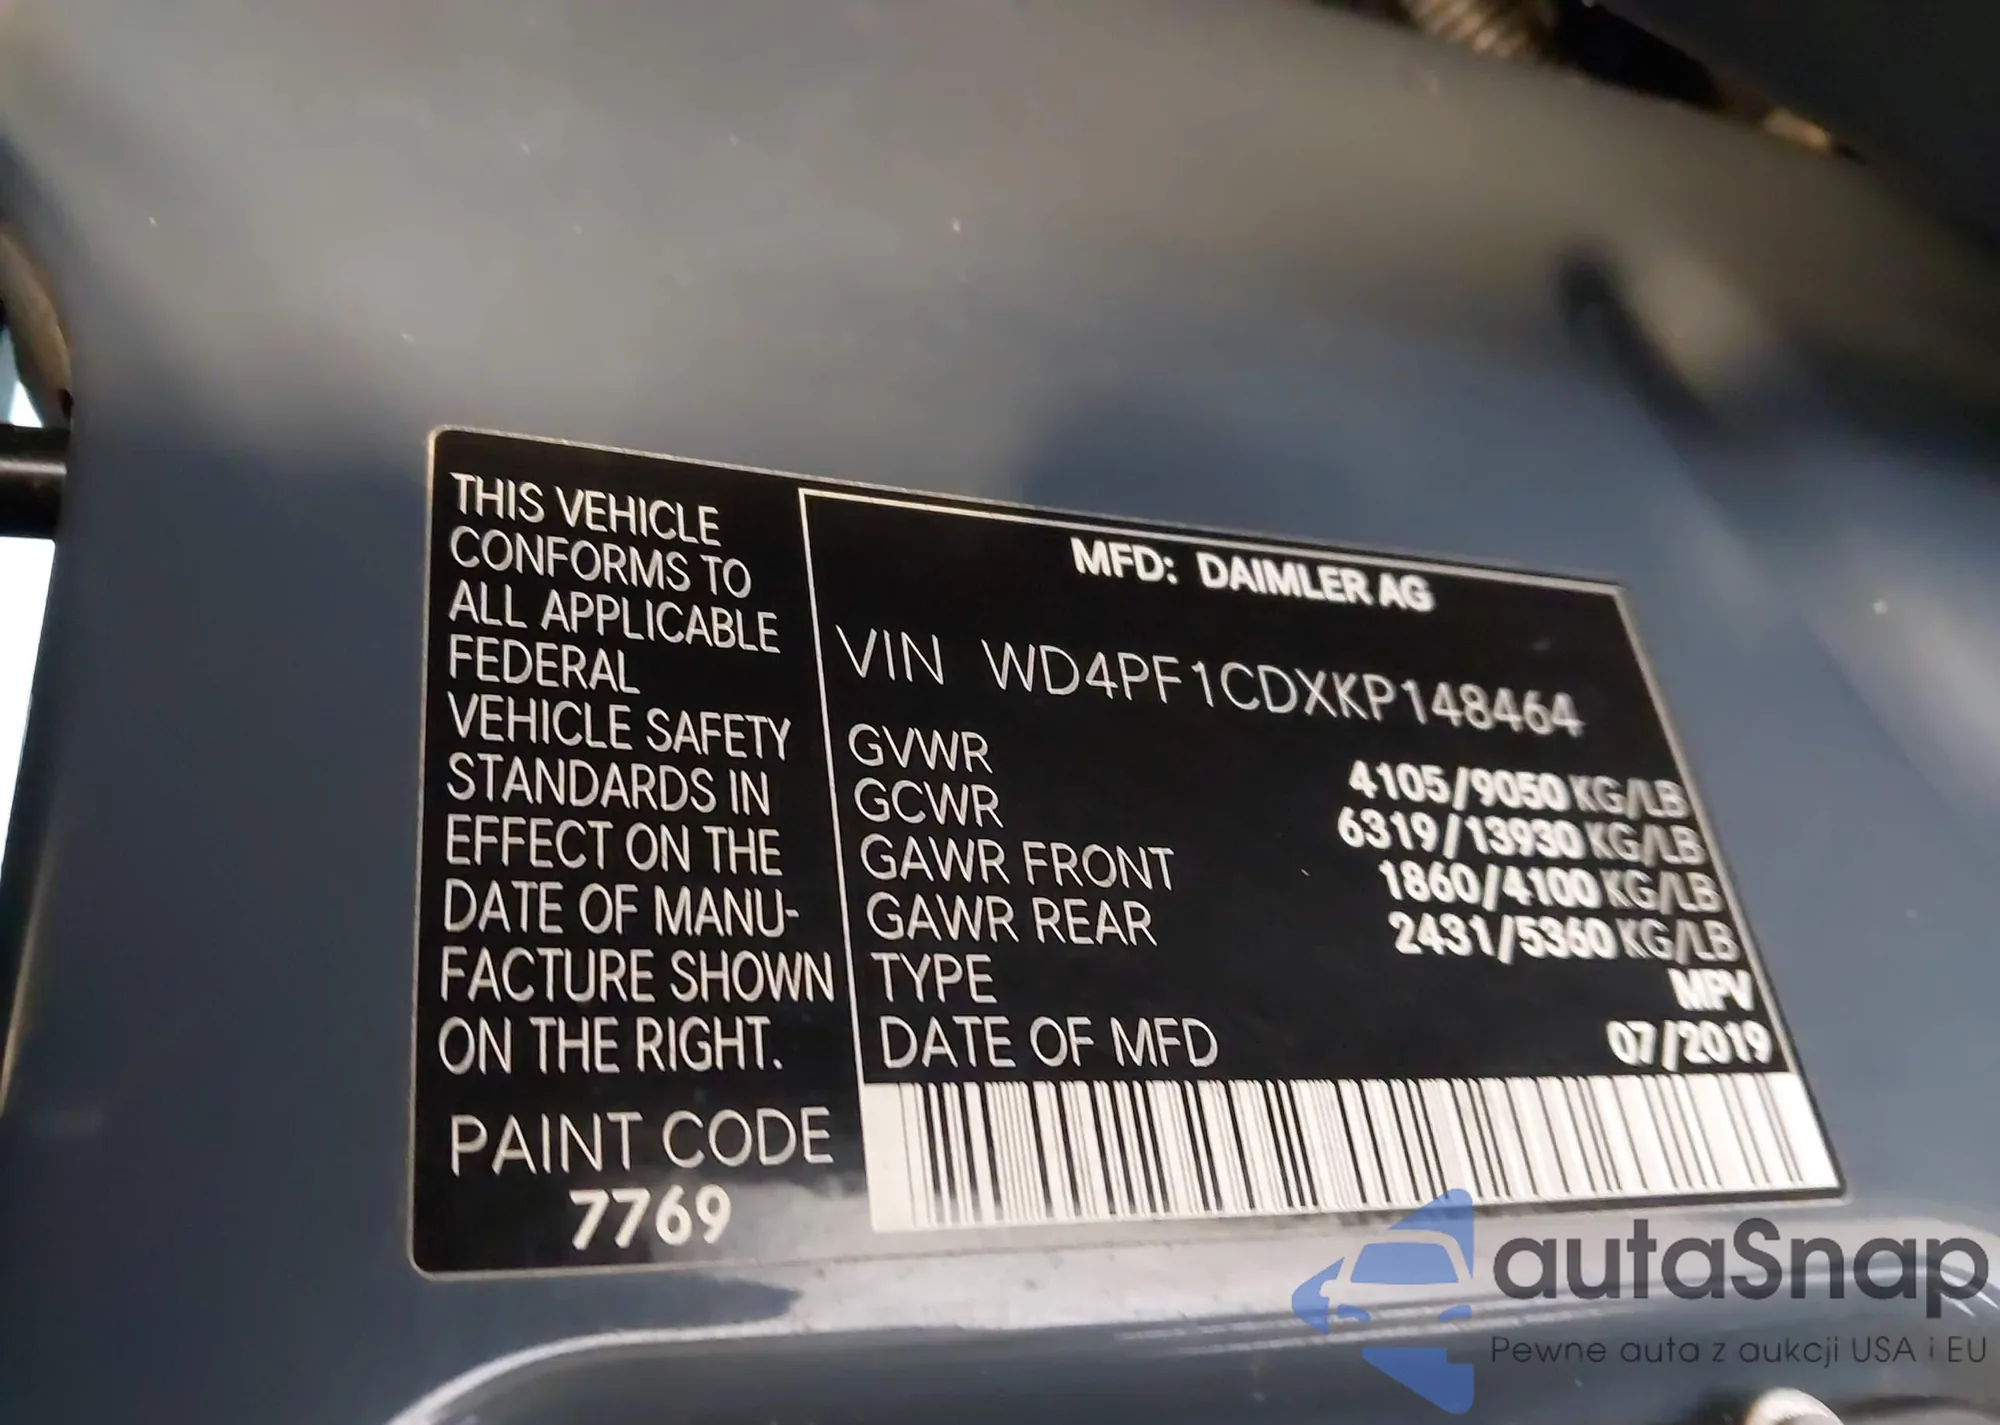 THIS VEHICLE
CONFORMS TO
ALL APPLICABLE
FEDERAL
VEHICLE SAFETY
STANDARDS IN
EFFECT ON THE
DATE OF MANU-
FACTURE SHOWN
ON THE RIGHT.
PAINT CODE
7769
MFD: DAIMLER AG
VIN WD4PF1CDXKP148464
GVWR 4105/9050 KG/LB
GCWR 6319/13930 KG/LB
GAWR FRONT 1860/4100 KG/LB
GAWR REAR 2431/5360 KG/LB
TYPE MPV
DATE OF MFD 07/2019
autaSnap
Pewne auta z aukcji USA i EU